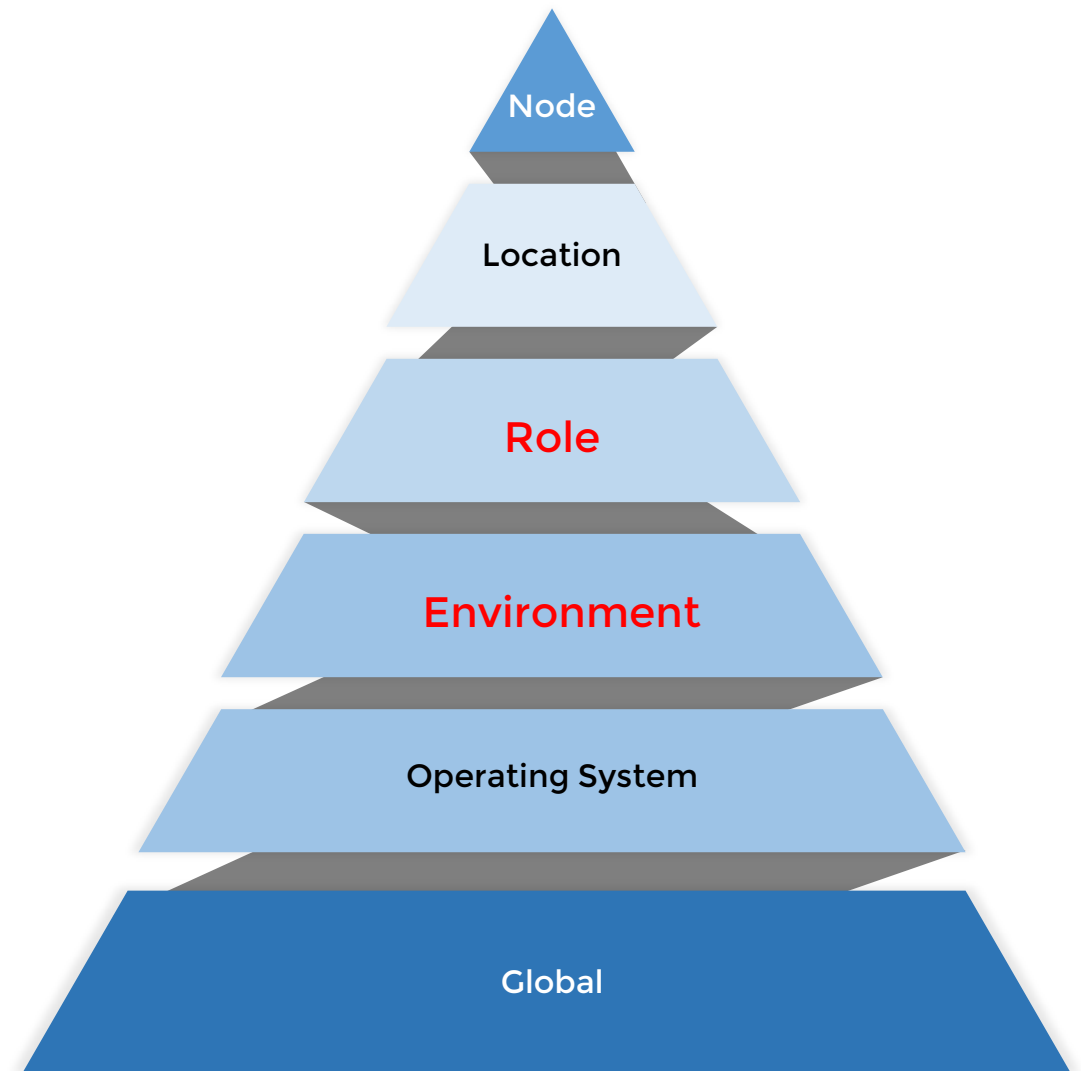 Node
Location
Role
Environment
Operating System
Global